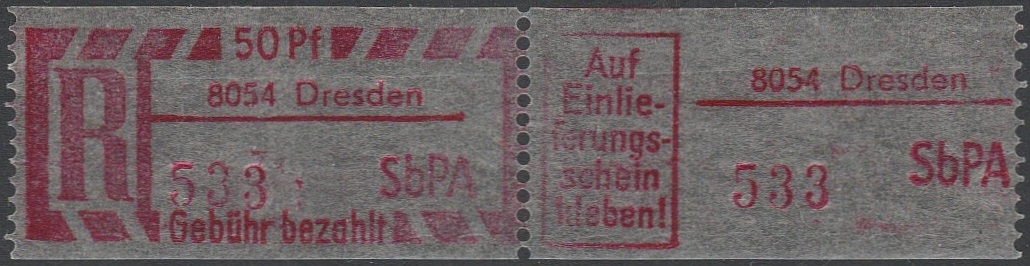 50 Pf
R
8054 Dresden
533
SbPA
Gebühr bezahlt
Auf
Einlie-
ferungs-
schein
kleben!
8054 Dresden
533
SbPA